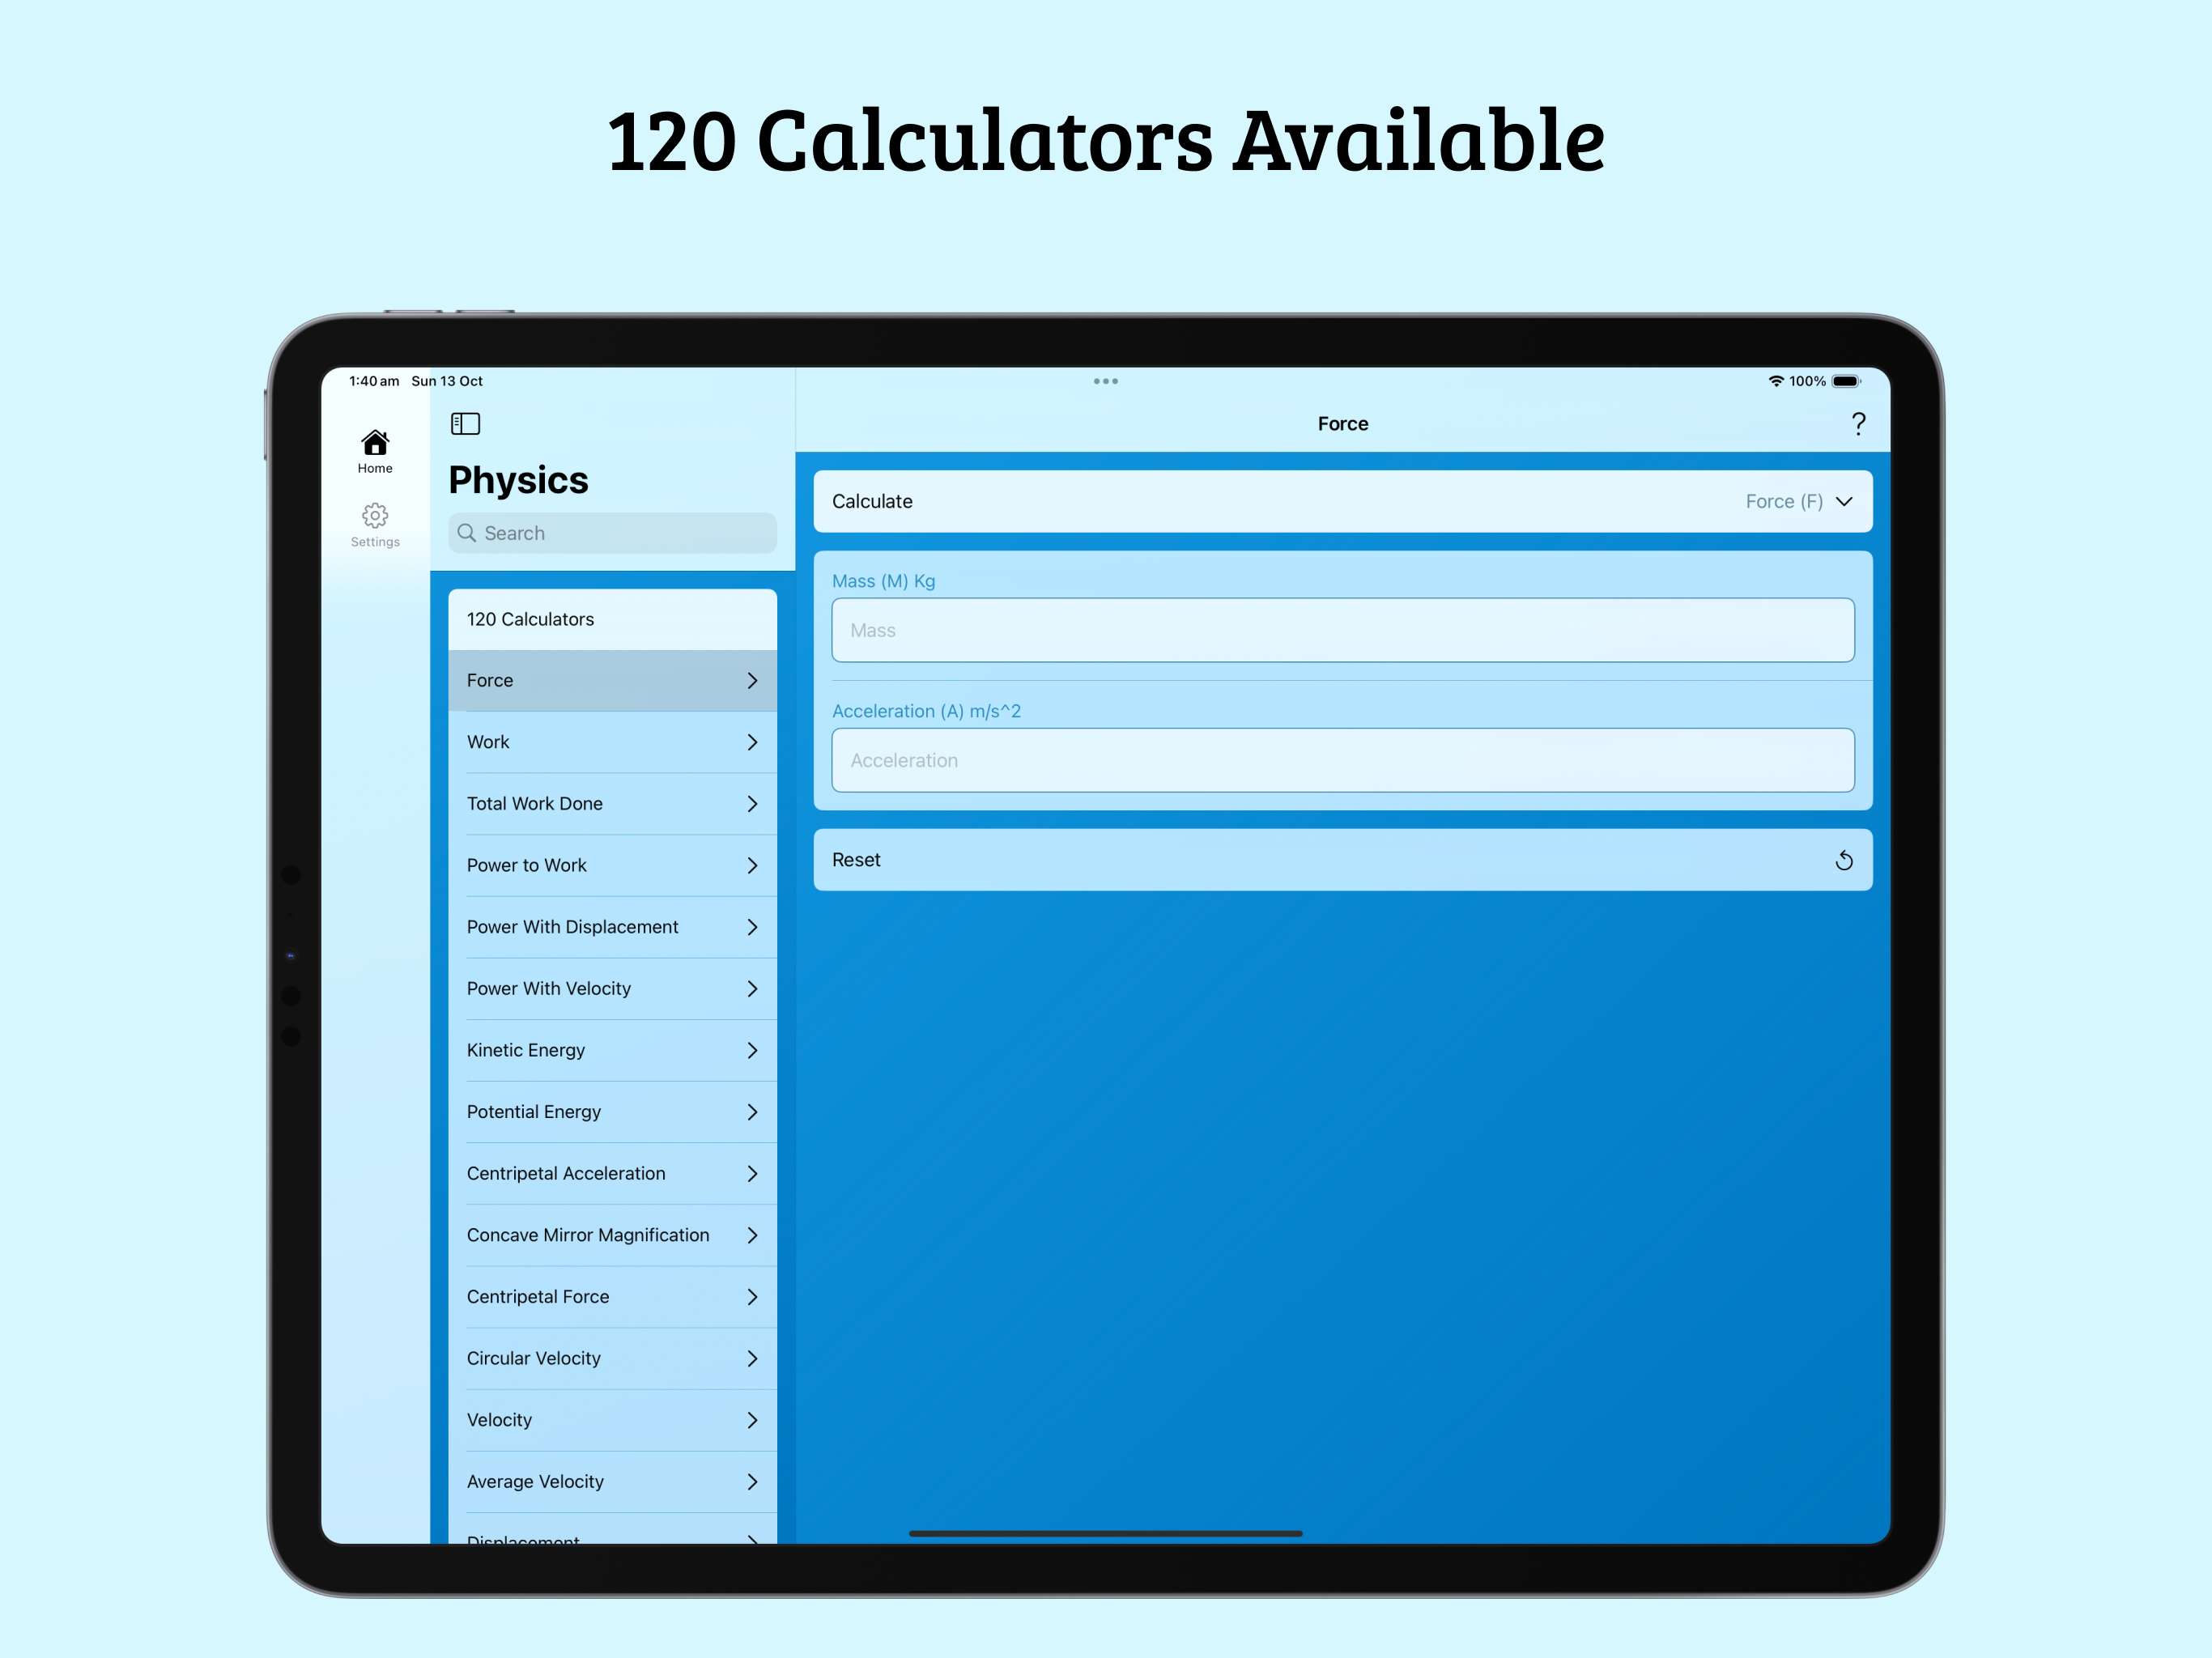 120 Calculators Available
1:40 am Sun 13 Oct
100%
Home
Settings
Physics
Search
120 Calculators
Force
Work
Total Work Done
Power to Work
Power With Displacement
Power With Velocity
Kinetic Energy
Potential Energy
Centripetal Acceleration
Concave Mirror Magnification
Centripetal Force
Circular Velocity
Velocity
Average Velocity
Displacement
Force
?
Calculate Force (F)
Mass (M) Kg
Mass
Acceleration (A) m/s^2
Acceleration
Reset